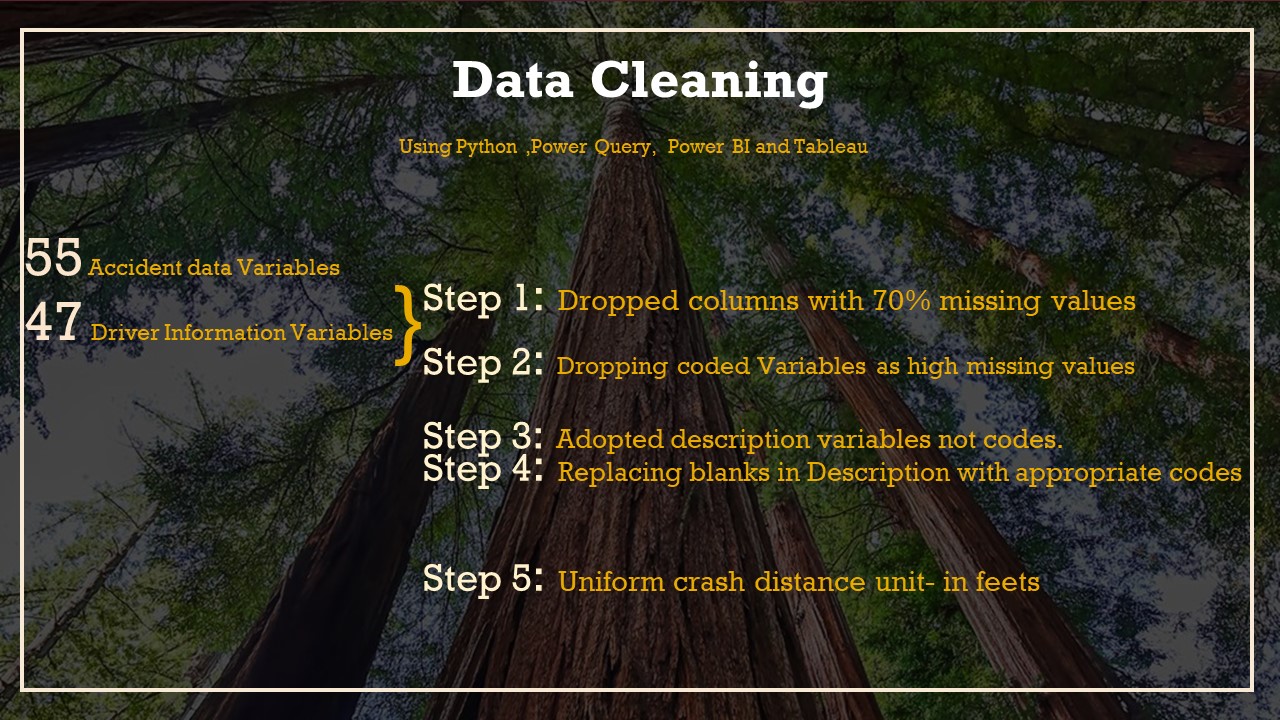 Data Cleaning
Using Python ,Power Query, Power BI and Tableau
55 Accident data Variables
47 Driver Information Variables
}
Step 1: Dropped columns with 70% missing values
Step 2: Dropping coded Variables as high missing values
Step 3: Adopted description variables not codes.
Step 4: Replacing blanks in Description with appropriate codes
Step 5: Uniform crash distance unit- in feets